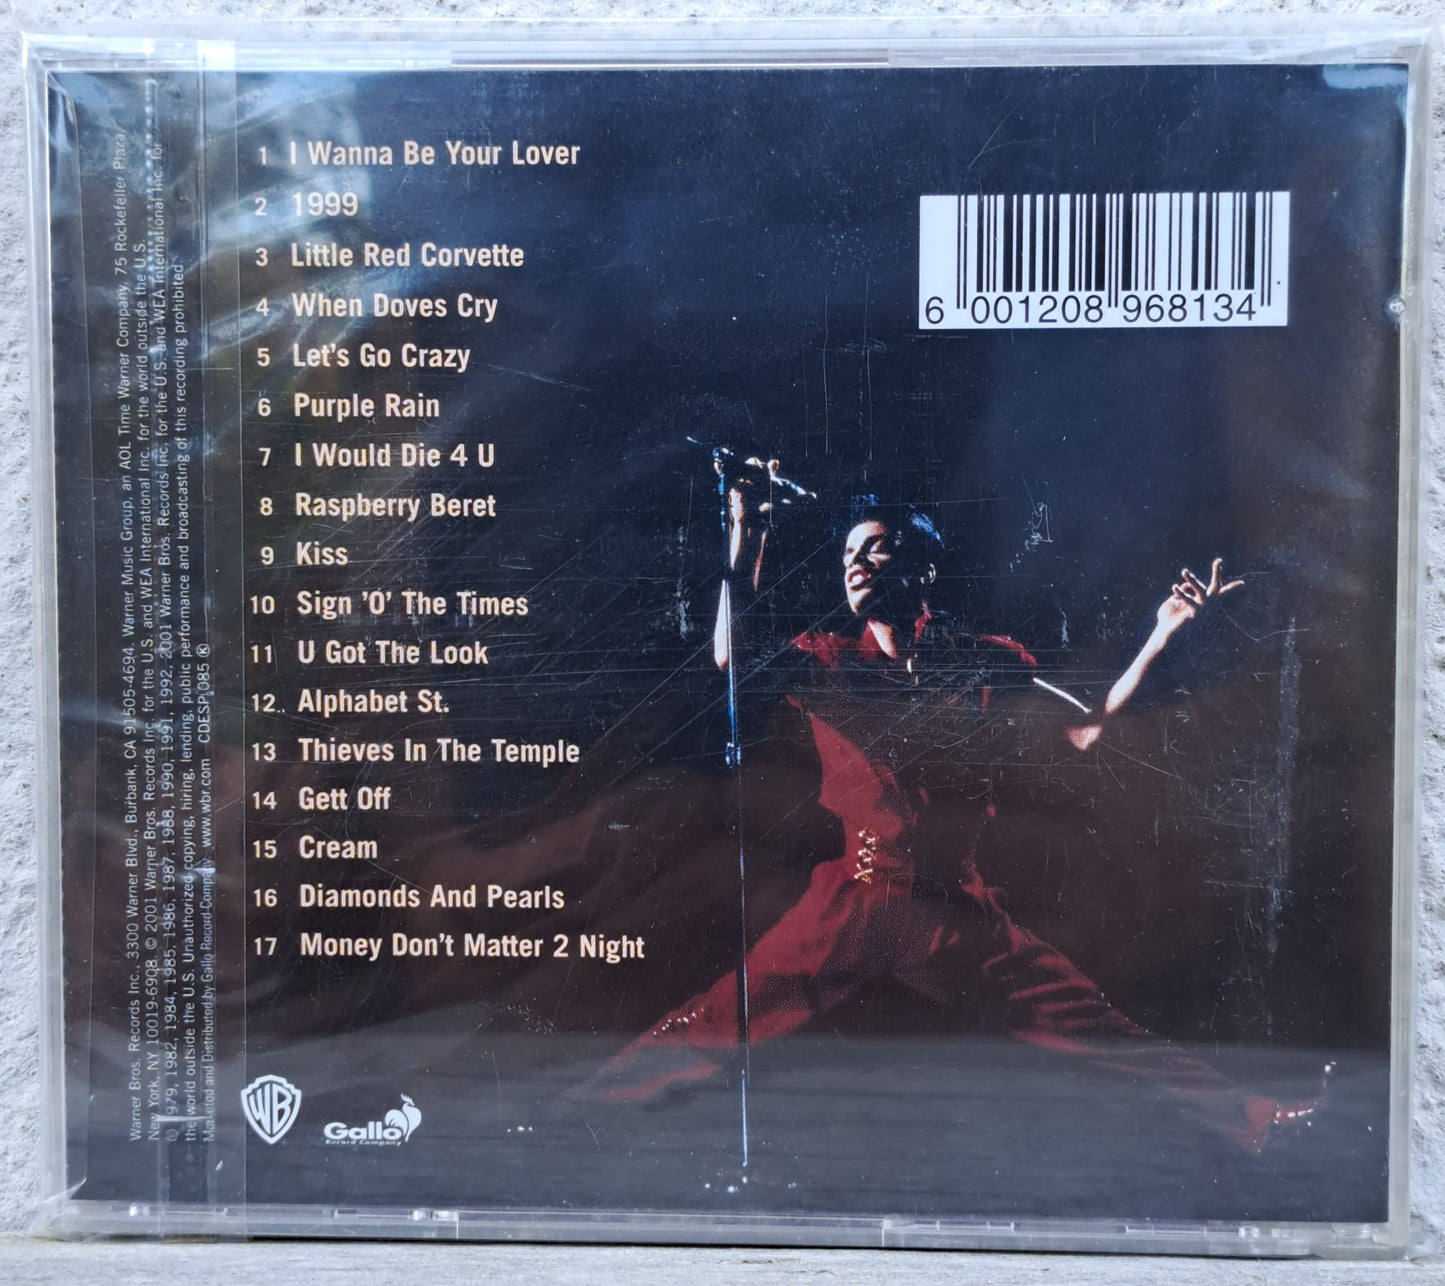 1 I Wanna Be Your Lover
2 1999
3 Little Red Corvette
4 When Doves Cry
5 Let's Go Crazy
6 Purple Rain
7 I Would Die 4 U
8 Raspberry Beret
9 Kiss
10 Sign 'O' The Times
11 U Got The Look
12 Alphabet St.
13 Thieves In The Temple
14 Gett Off
15 Cream
16 Diamonds And Pearls
17 Money Don't Matter 2 Night
6 001208 968134
Warner Bros. Records Inc., 3300 Warner Blvd., Burbank, CA 91505-4694. Warner Music Group, an AOL Time Warner Company, 75 Rockefeller Plaza,
New York, NY 10019-6908. © 2001 Warner Bros. Records Inc. for the U.S. and WEA International Inc. for the world outside the U.S.
℗ 1979, 1982, 1984, 1985, 1986, 1987, 1988, 1990, 1991, 1992, 2001 Warner Bros. Records Inc. for the U.S. and WEA International Inc. for
the world outside the U.S. Unauthorized copying, hiring, lending, public performance and broadcasting of this recording prohibited.
Marketed and Distributed by Gallo Record Company www.wbr.com CDESP 085 ®
WB
Gallo
Record Company